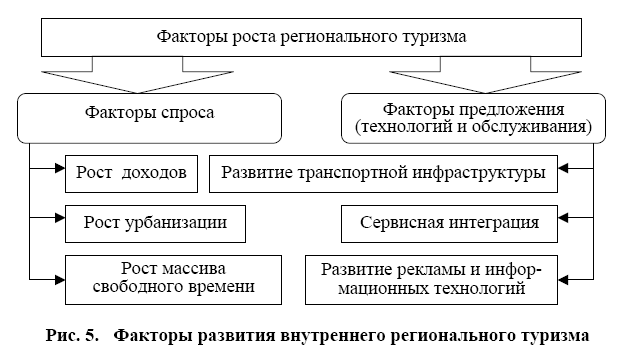 Факторы роста регионального туризма
Факторы спроса
Факторы предложения
(технологий и обслуживания)
Рост доходов
Развитие транспортной инфраструктуры
Рост урбанизации
Сервисная интеграция
Рост массива
свободного времени
Развитие рекламы и инфор-
мационных технологий
Рис. 5. Факторы развития внутреннего регионального туризма